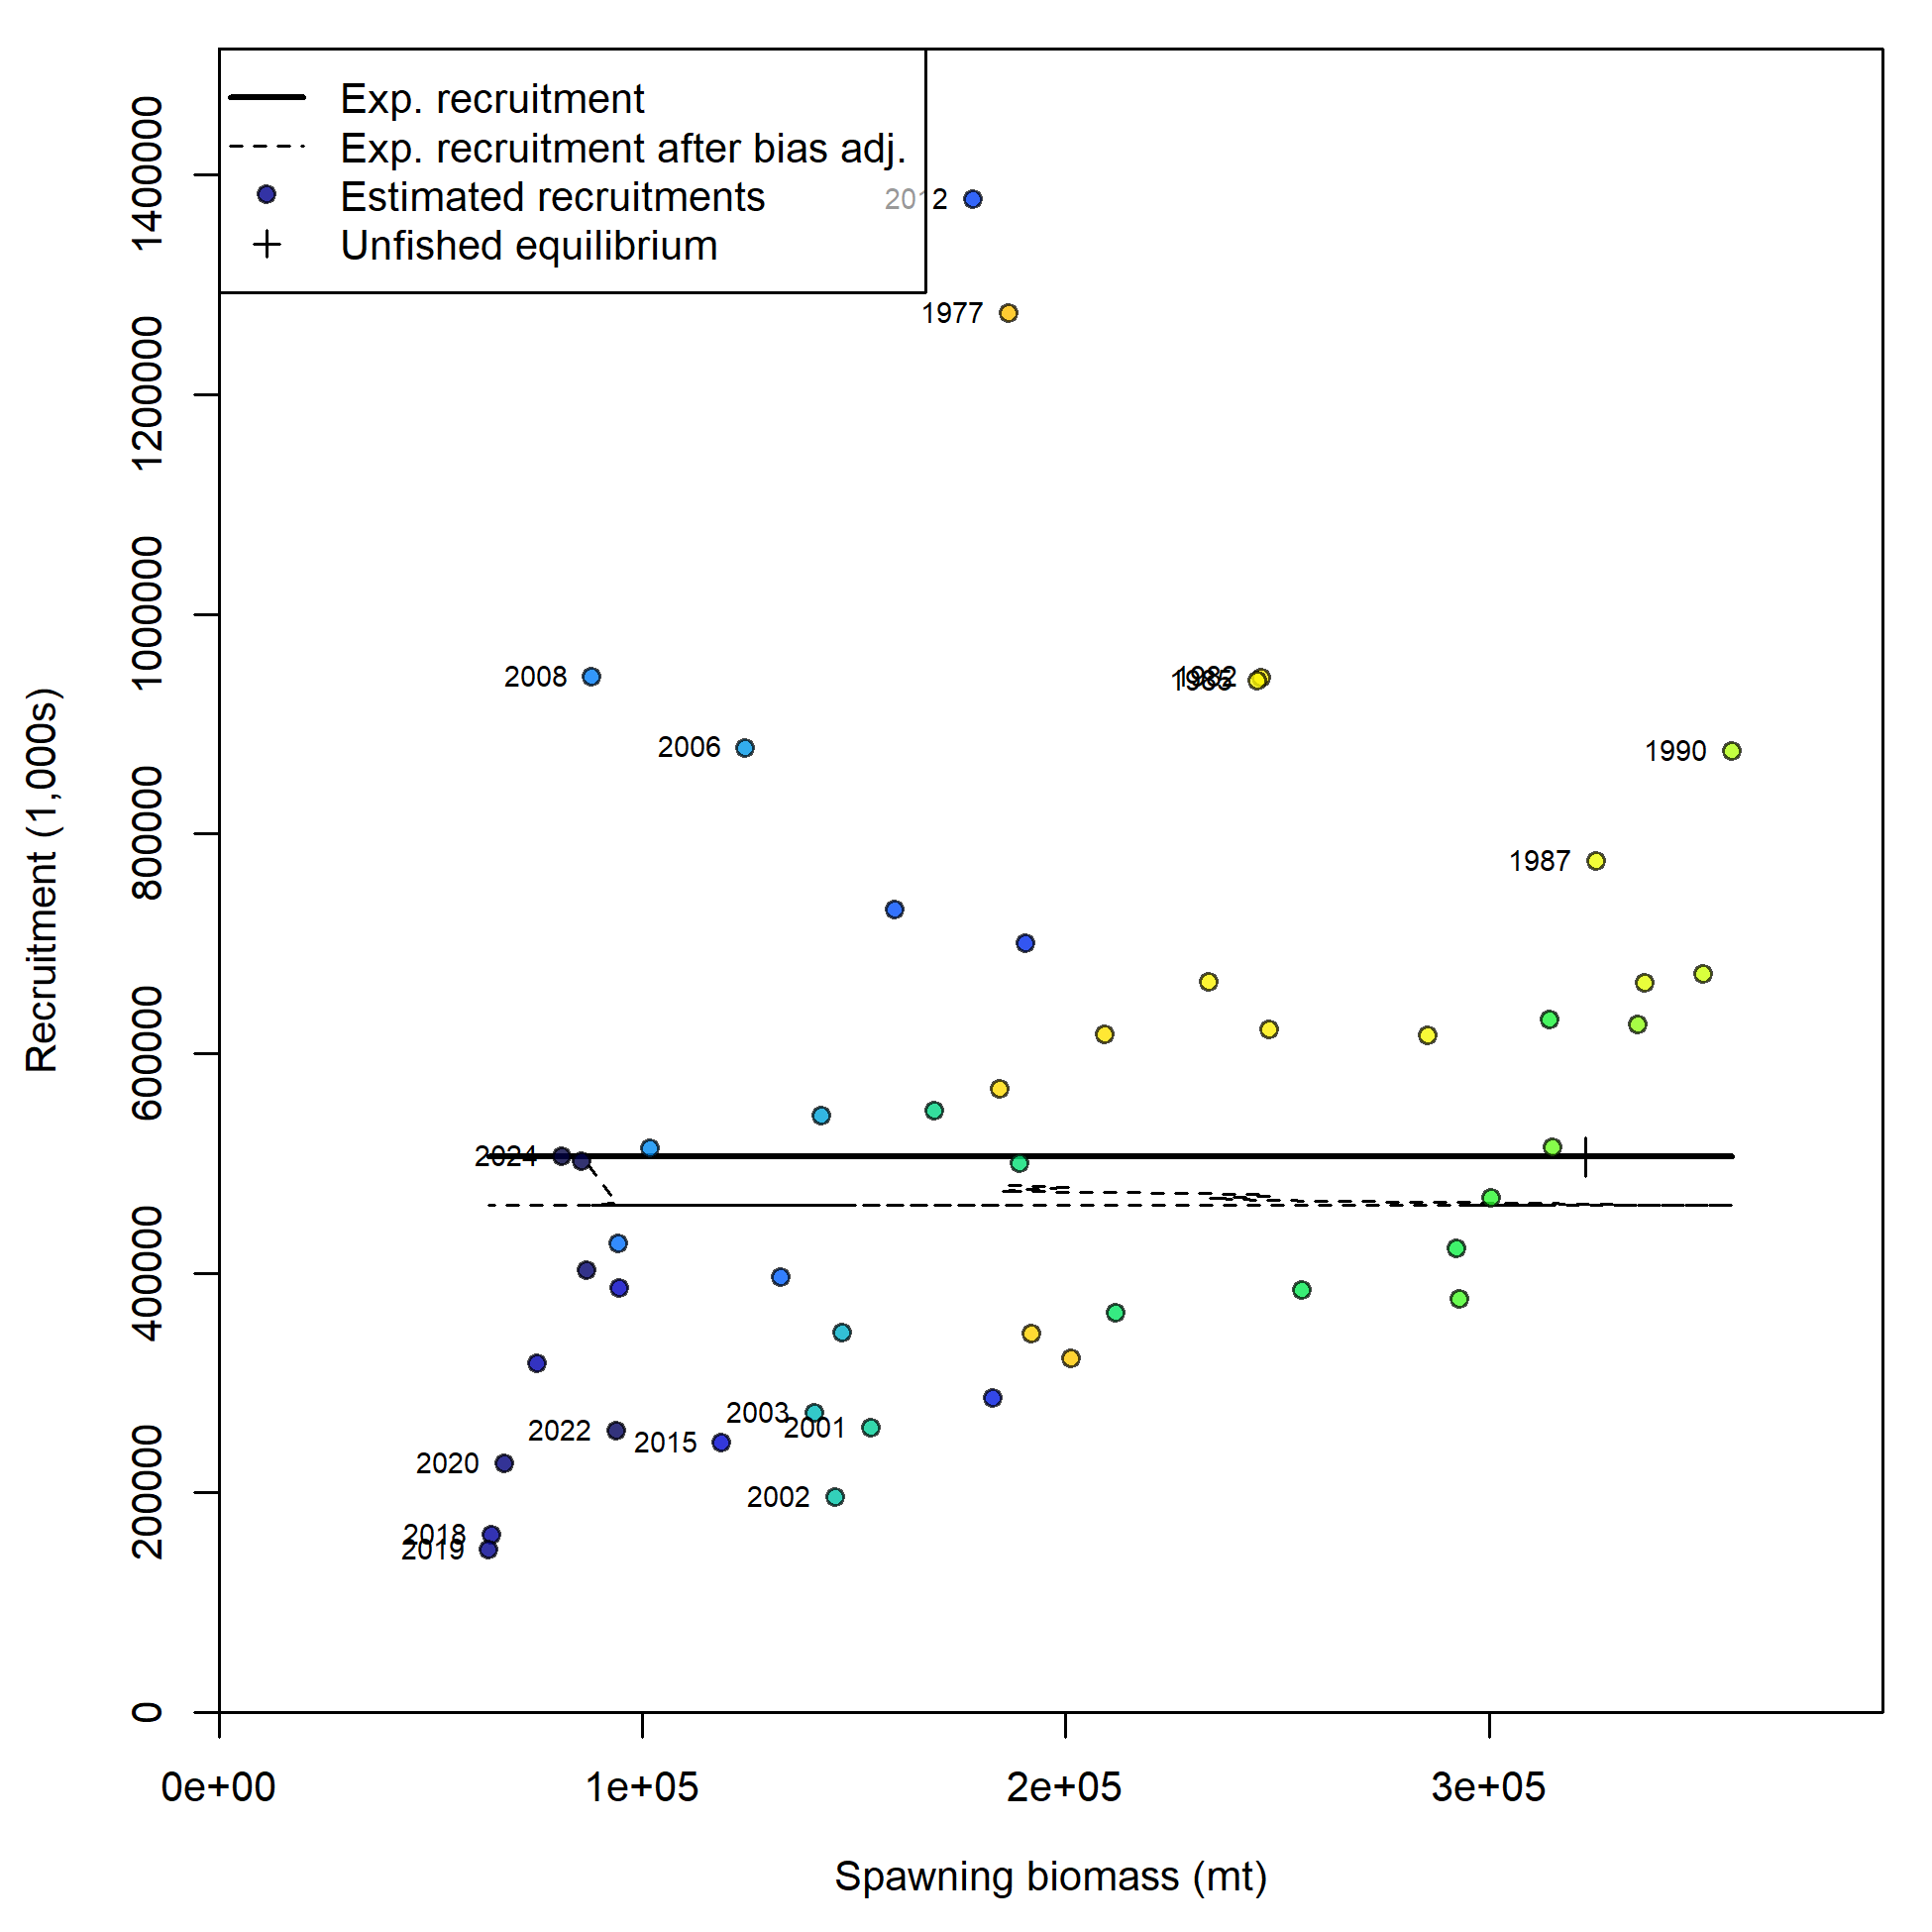 Exp. recruitment
Exp. recruitment after bias adj.
Estimated recruitments
Unfished equilibrium
2012
1977
2008
1982
1985
2006
1990
1987
2024
2003
2001
2022
2015
2020
2002
2018
2019
Recruitment (1,000s)
0
200000
400000
600000
800000
1000000
1200000
1400000
0e+00
1e+05
2e+05
3e+05
Spawning biomass (mt)